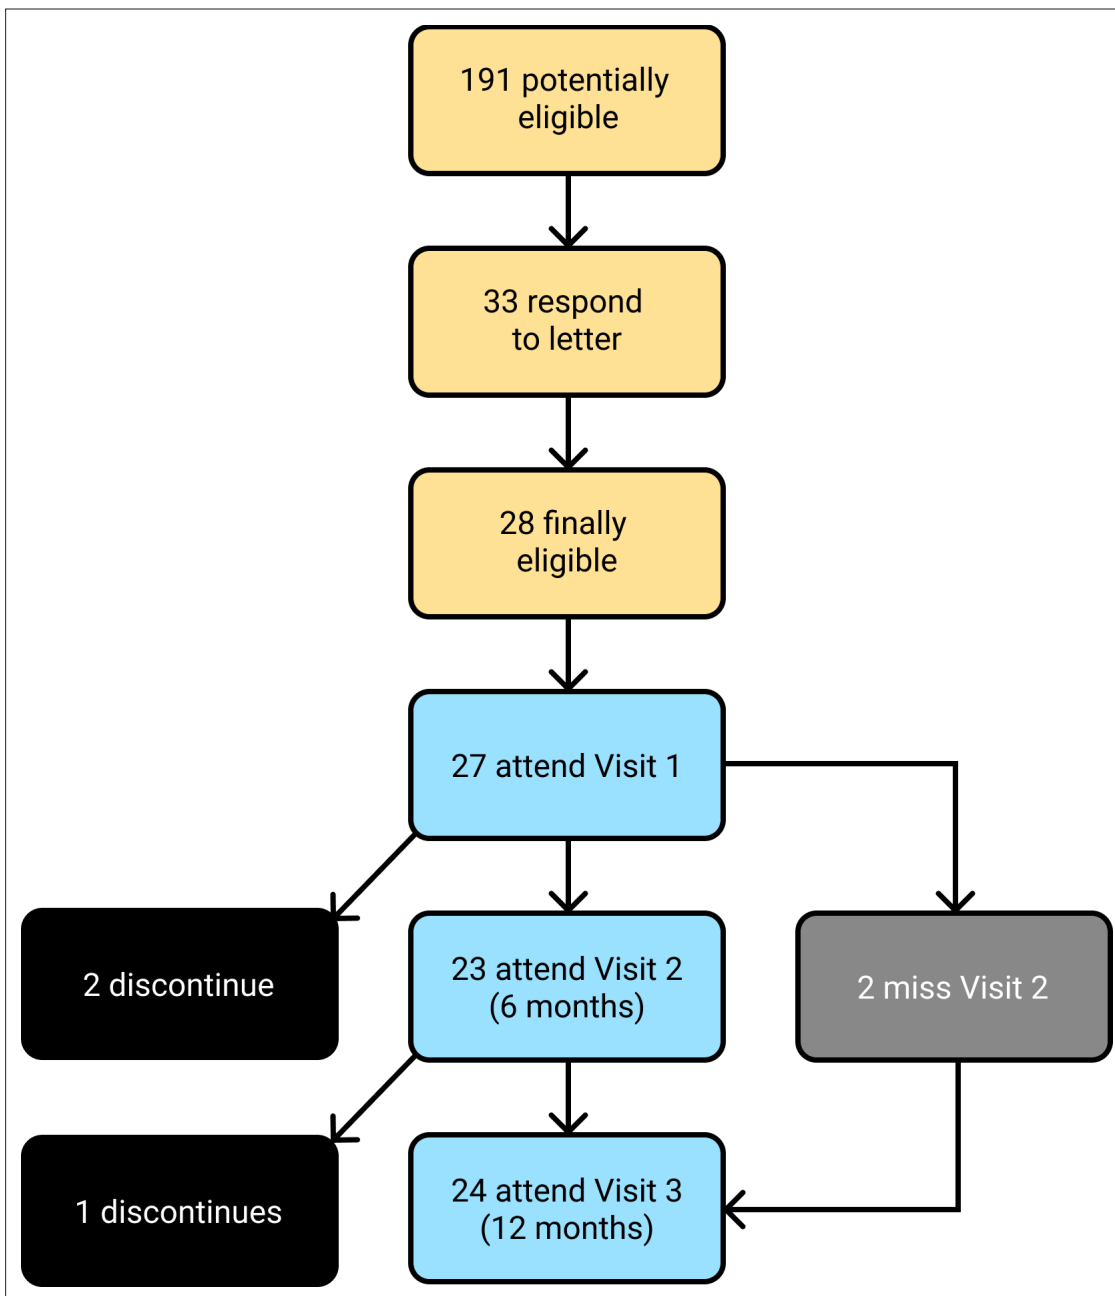 191 potentially
eligible
33 respond
to letter
28 finally
eligible
27 attend Visit 1
2 discontinue
23 attend Visit 2
(6 months)
2 miss Visit 2
1 discontinues
24 attend Visit 3
(12 months)